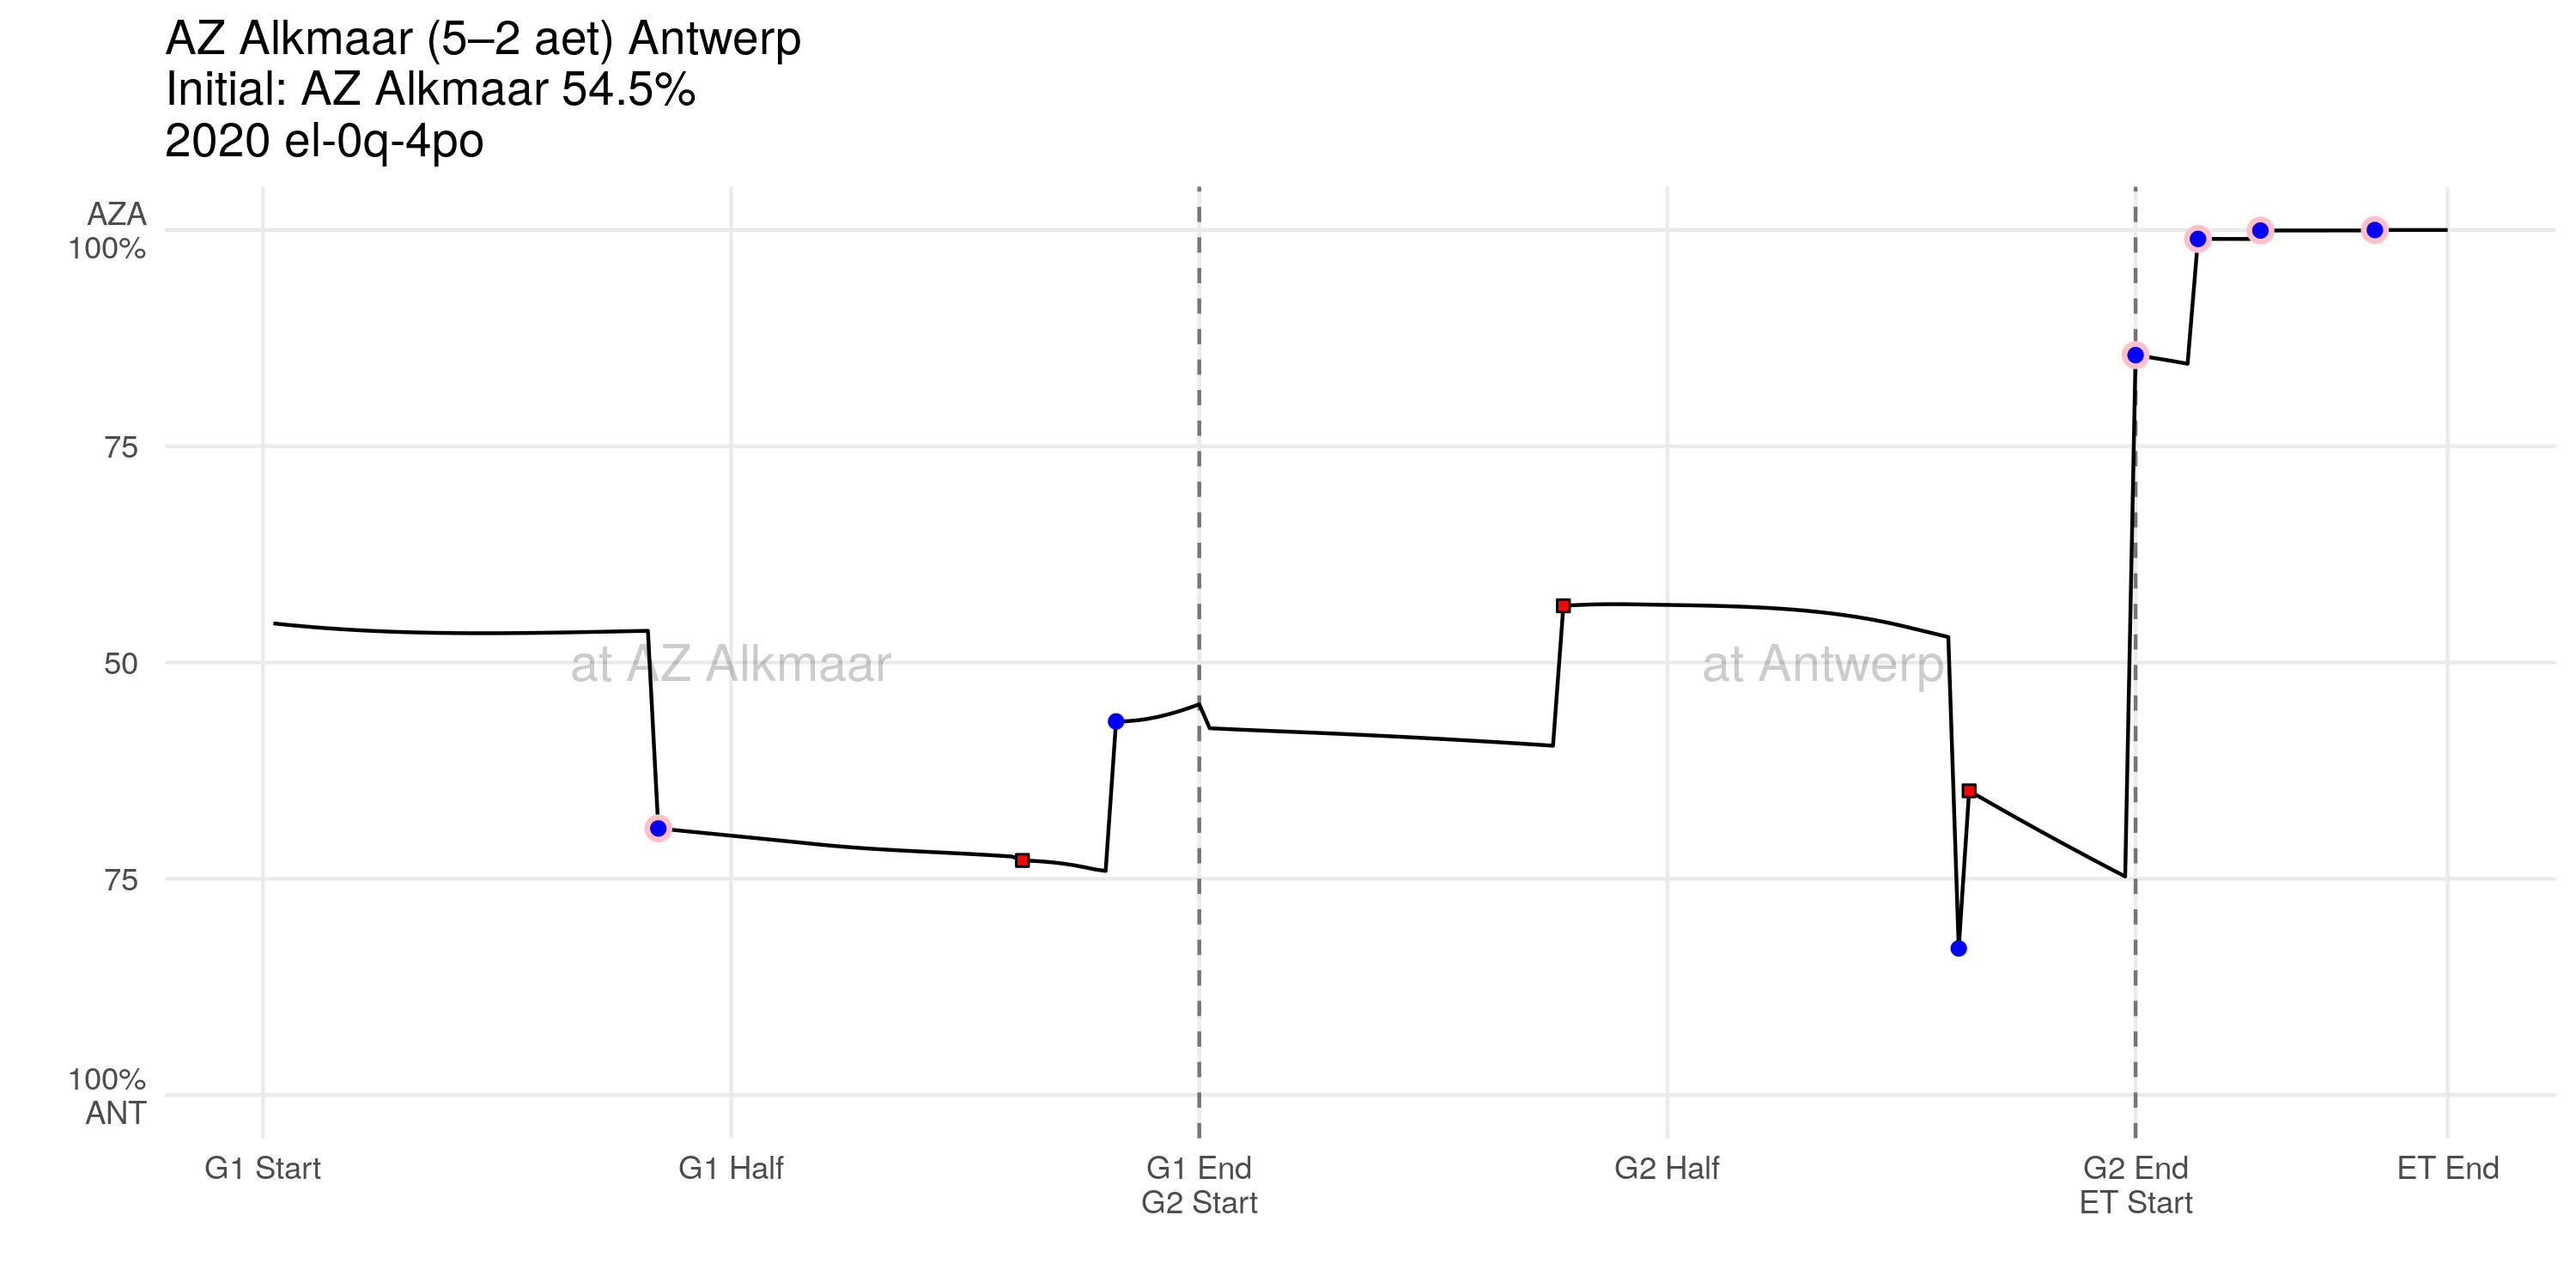 AZ Alkmaar (5–2 aet) Antwerp
Initial: AZ Alkmaar 54.5%
2020 el-0q-4po
AZA
100%
75
50
75
100%
ANT
at AZ Alkmaar
at Antwerp
G1 Start
G1 Half
G1 End
G2 Start
G2 Half
G2 End
ET Start
ET End